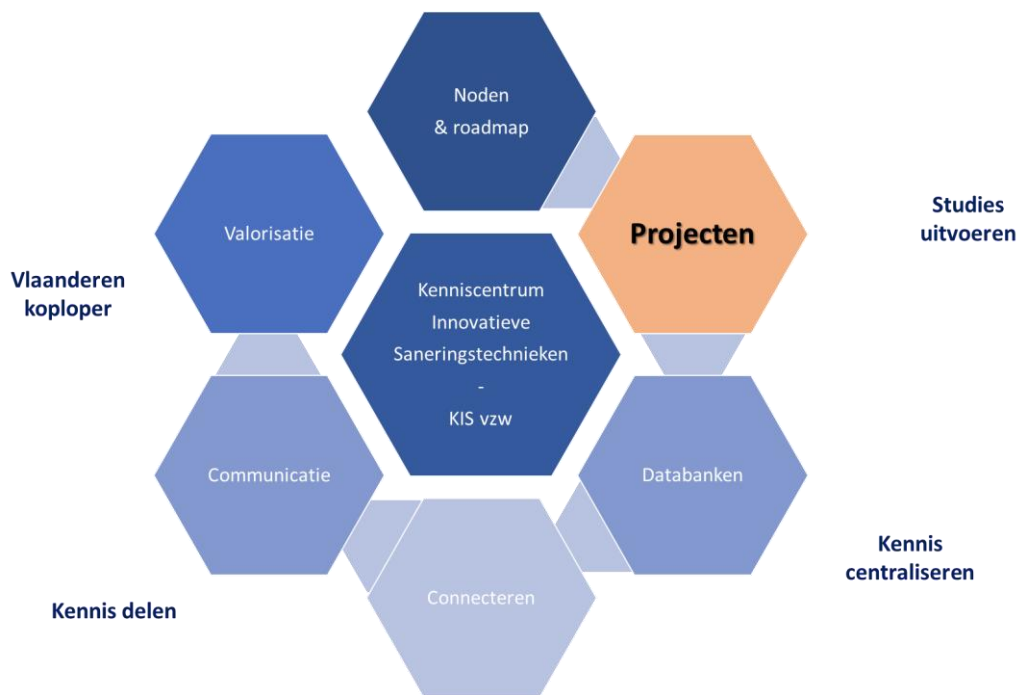 Noden
& roadmap
Projecten
Studies
uitvoeren
Valorisatie
Vlaanderen
koploper
Kenniscentrum
Innovatieve
Saneringstechnieken
-
KIS vzw
Communicatie
Databanken
Kennis
centraliseren
Connecteren
Kennis delen